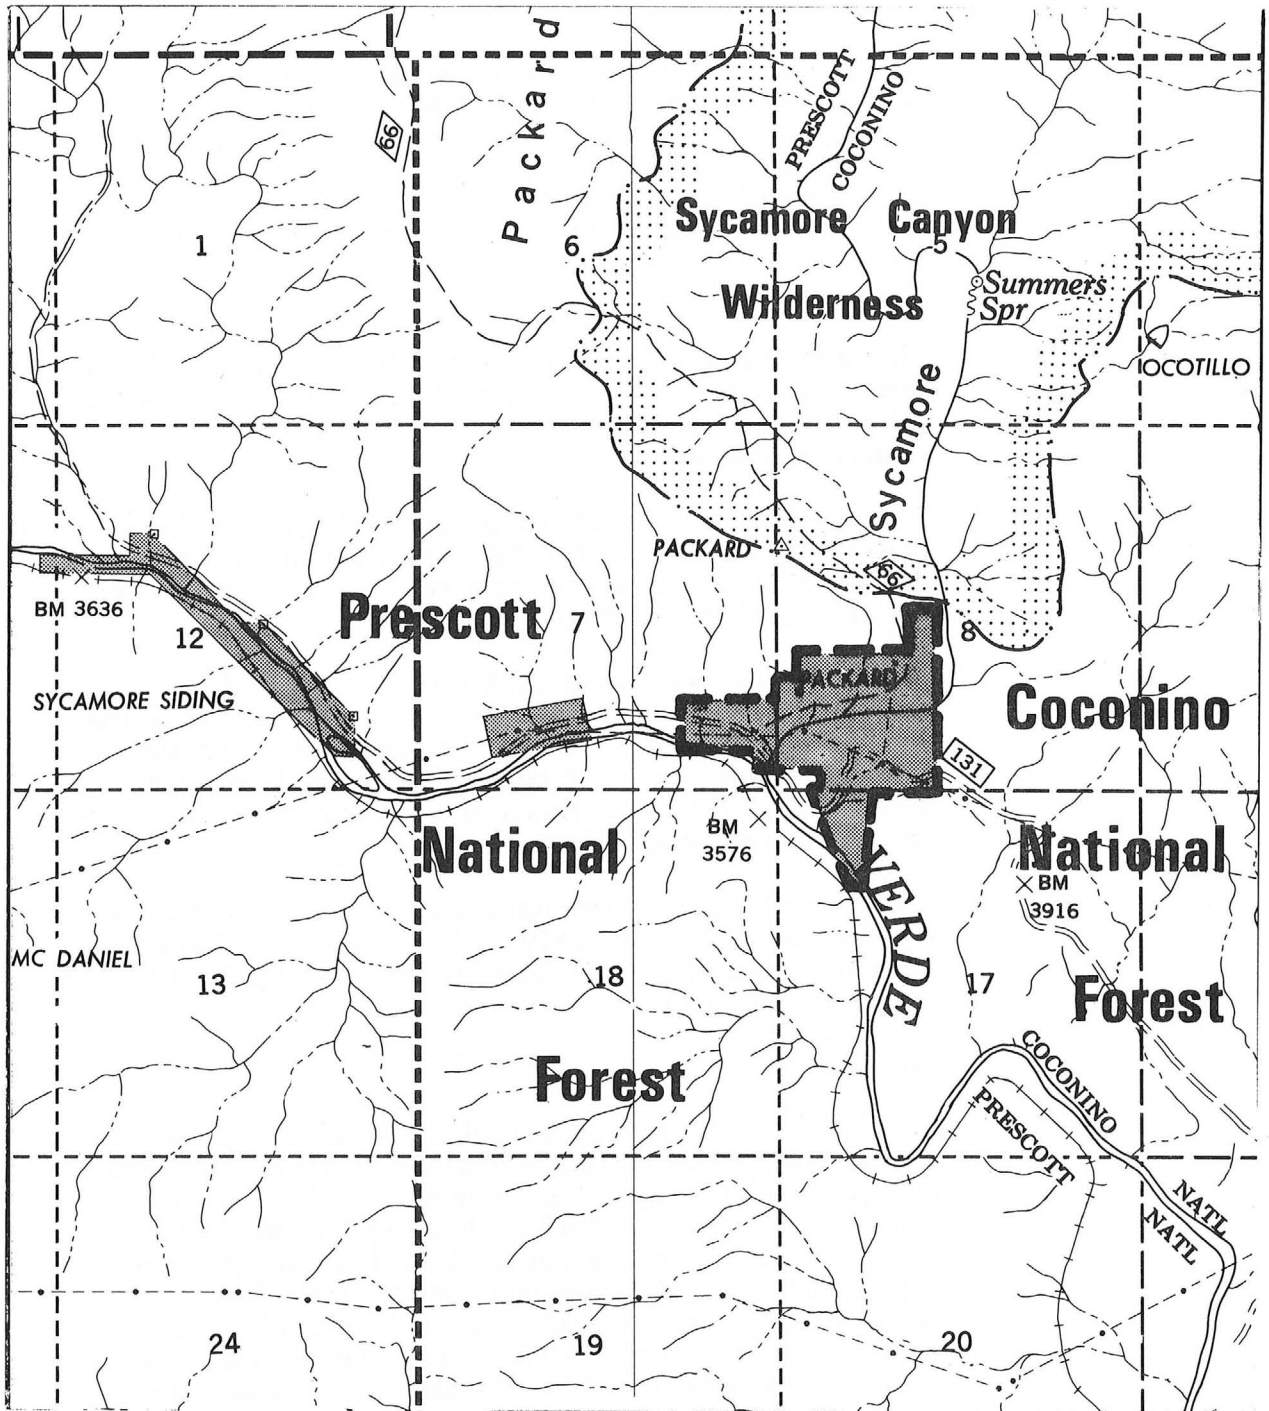 Packard
66
PRESCOTT
COCONINO
Sycamore Canyon
1
6
5
Wilderness
Summers
Spr
OCOTILLO
Sycamore
PACKARD
66
BM 3636
Prescott
12
7
8
SYCAMORE SIDING
PACKARD
Coconino
131
National
BM
3576
National
BM
3916
VERDE
MC DANIEL
13
18
17
Forest
Forest
COCONINO
PRESCOTT
NATL
NATL
24
19
20